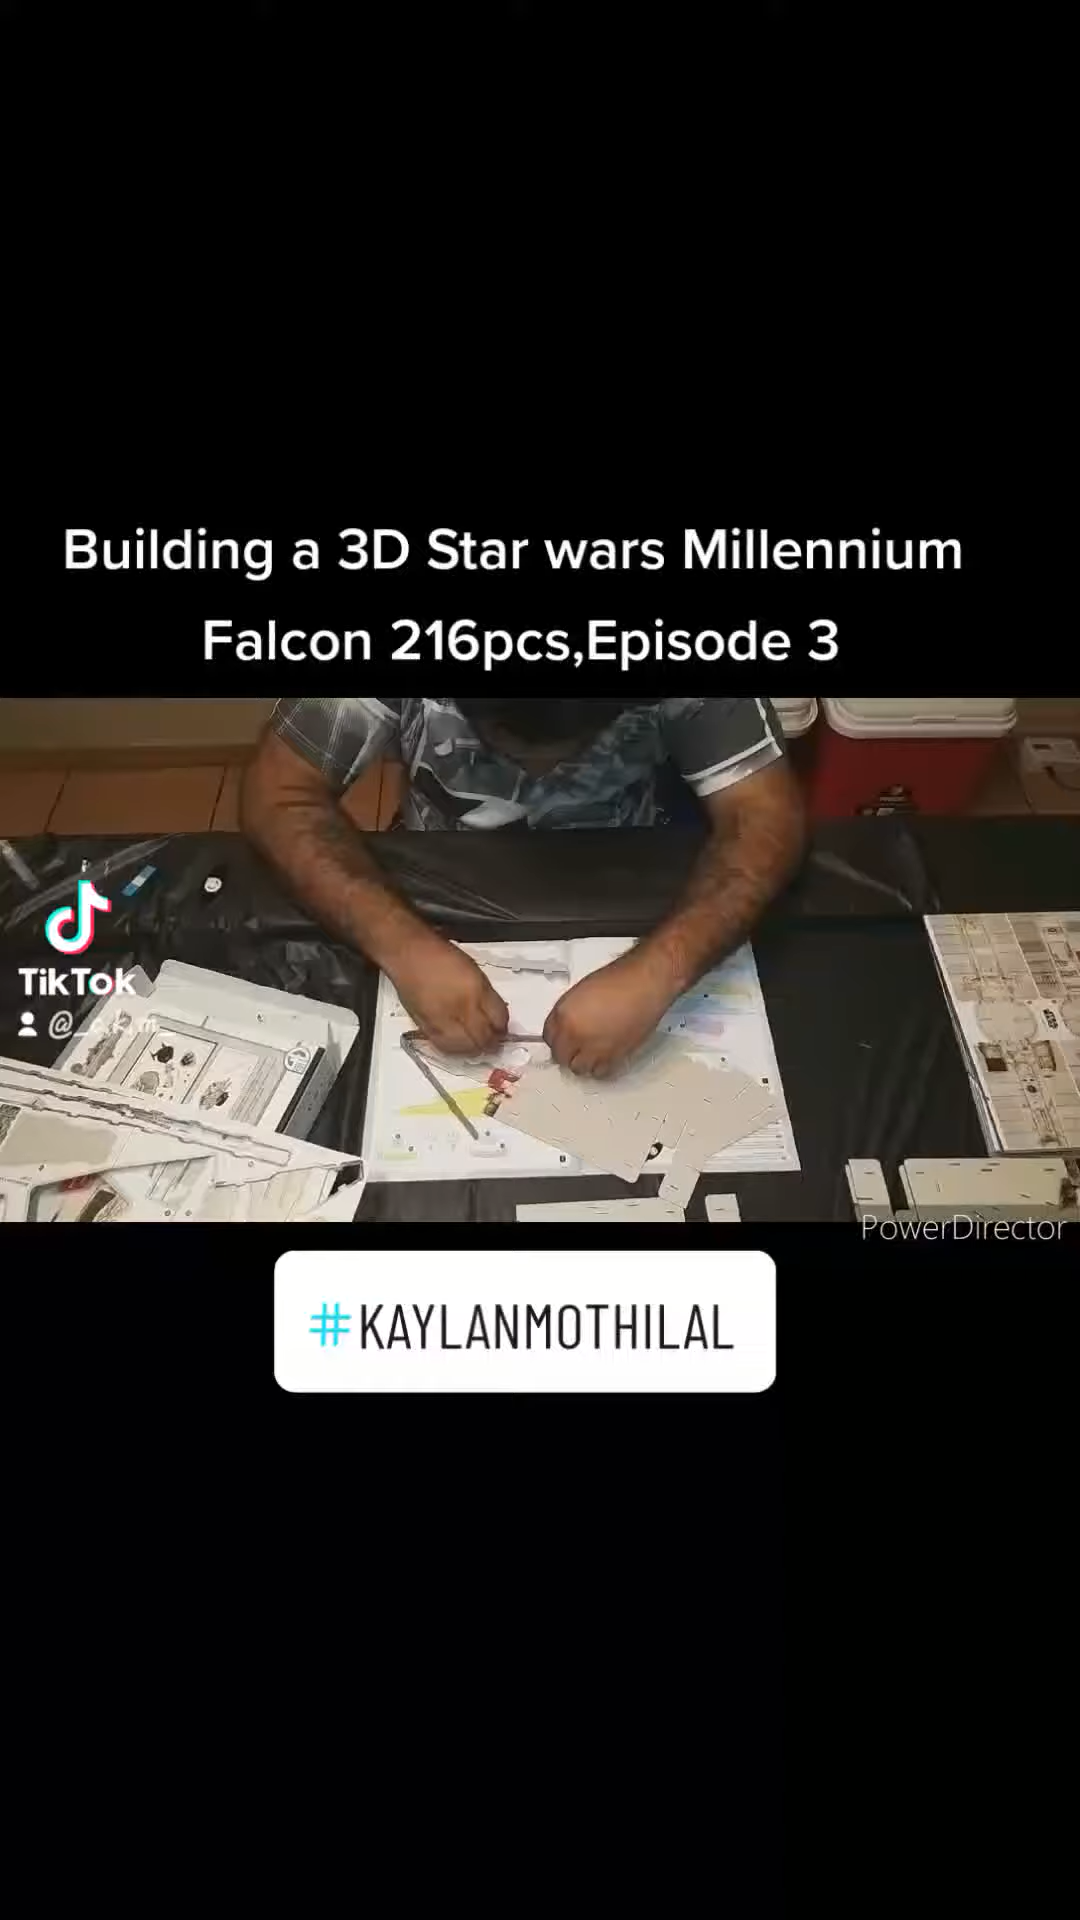 Building a 3D Star wars Millennium
Falcon 216pcs,Episode 3
TikTok
PowerDirector
#KAYLANMOTHILAL